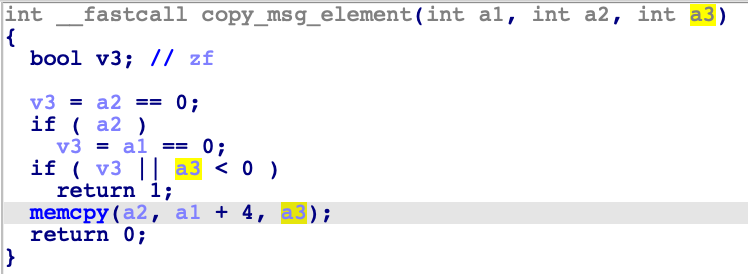 int __fastcall copy_msg_element(int a1, int a2, int a3)
{
bool v3; // zf
v3 = a2 == 0;
if ( a2 )
v3 = a1 == 0;
if ( v3 || a3 < 0 )
return 1;
memcpy(a2, a1 + 4, a3);
return 0;
}